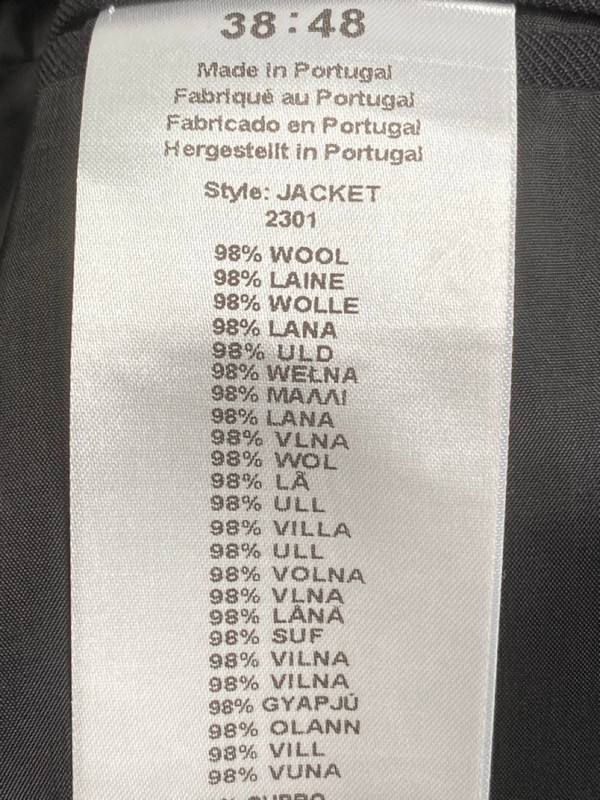 38:48
Made in Portugal
Fabriqué au Portugal
Fabricado en Portugal
Hergestellt in Portugal
Style: JACKET
2301
98% WOOL
98% LAINE
98% WOLLE
98% LANA
98% ULD
98% WEŁNA
98% ΜΑΛΛΙ
98% LANA
98% VLNA
98% WOL
98% LÃ
98% ULL
98% VILLA
98% ULL
98% VOLNA
98% VLNA
98% LÂNÃ
98% SUF
98% VILNA
98% VILNA
98% GYAPJÚ
98% OLANN
98% VILL
98% VUNA